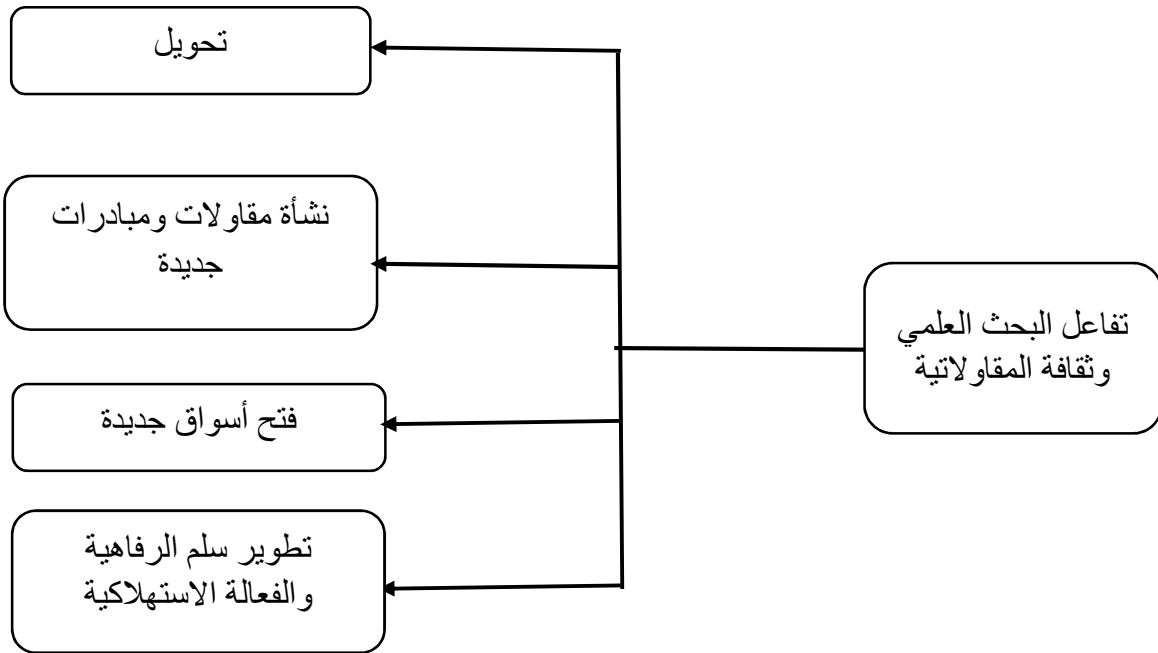 تحويل
نشأة مقاولات ومبادرات
جديدة
تفاعل البحث العلمي
وثقافة المقاولاتية
فتح أسواق جديدة
تطوير سلم الرفاهية
والفعالة الاستهلاكية